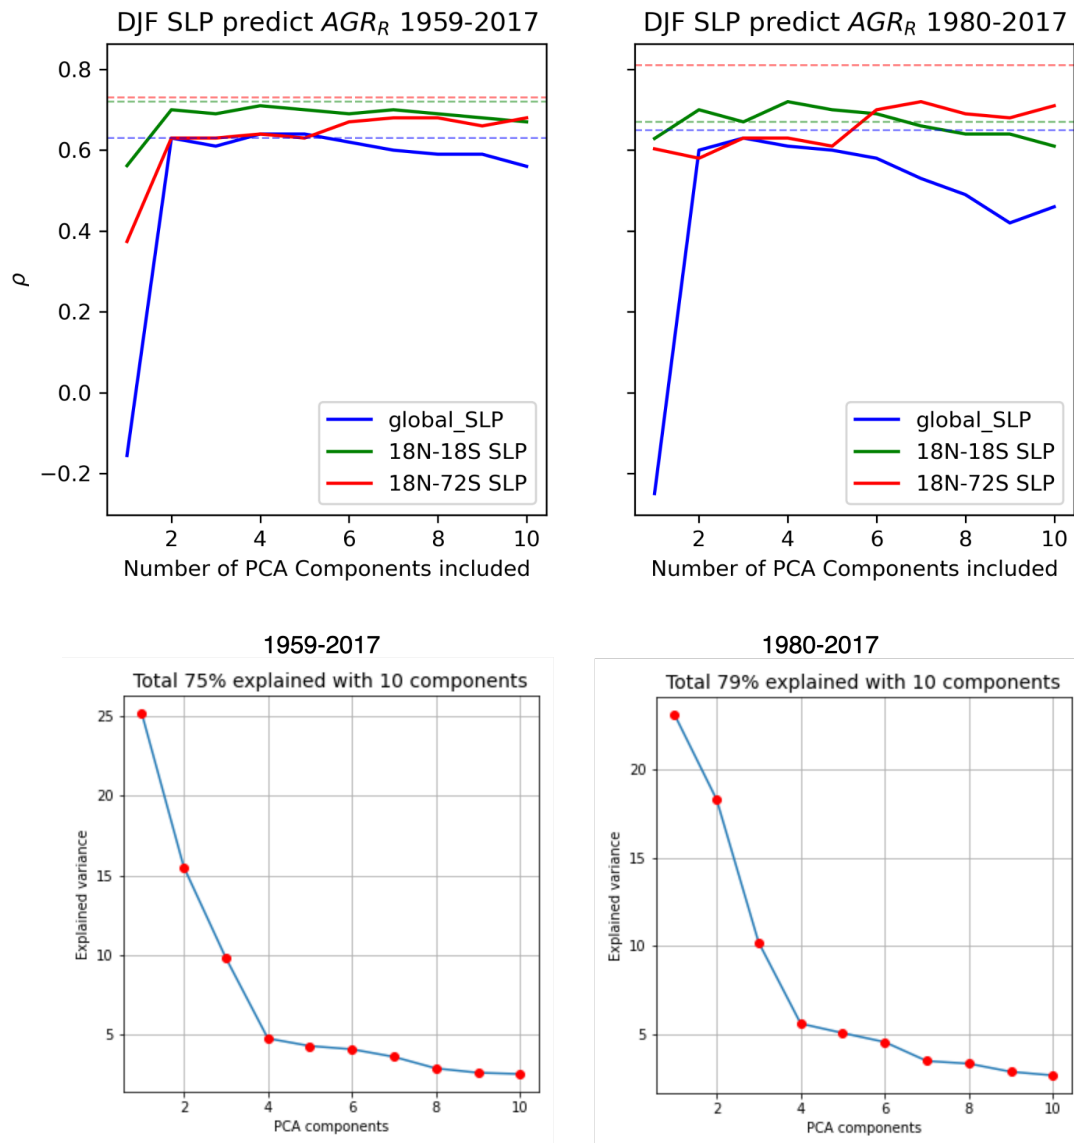 DJF SLP predict AGR_R 1959-2017
DJF SLP predict AGR_R 1980-2017
0.8
0.6
0.4
0.2
0.0
−0.2
ρ
global_SLP
18N-18S SLP
18N-72S SLP
global_SLP
18N-18S SLP
18N-72S SLP
2 4 6 8 10
2 4 6 8 10
Number of PCA Components included
Number of PCA Components included
1959-2017
1980-2017
Total 75% explained with 10 components
Total 79% explained with 10 components
25
20
15
10
5
Explained variance
2 4 6 8 10
PCA components
20
15
10
5
Explained variance
2 4 6 8 10
PCA components